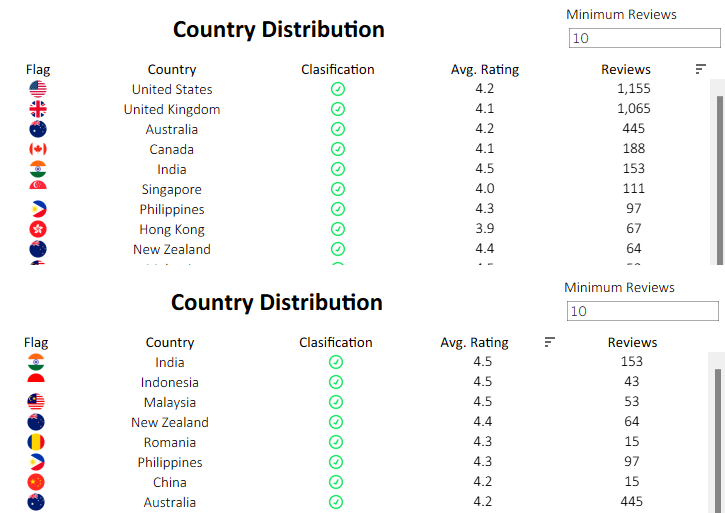 Country Distribution
Minimum Reviews
10
Flag Country Clasification Avg. Rating Reviews
United States 4.2 1,155
United Kingdom 4.1 1,065
Australia 4.2 445
Canada 4.1 188
India 4.5 153
Singapore 4.0 111
Philippines 4.3 97
Hong Kong 3.9 67
New Zealand 4.4 64
Country Distribution
Minimum Reviews
10
Flag Country Clasification Avg. Rating Reviews
India 4.5 153
Indonesia 4.5 43
Malaysia 4.5 53
New Zealand 4.4 64
Romania 4.3 15
Philippines 4.3 97
China 4.2 15
Australia 4.2 445